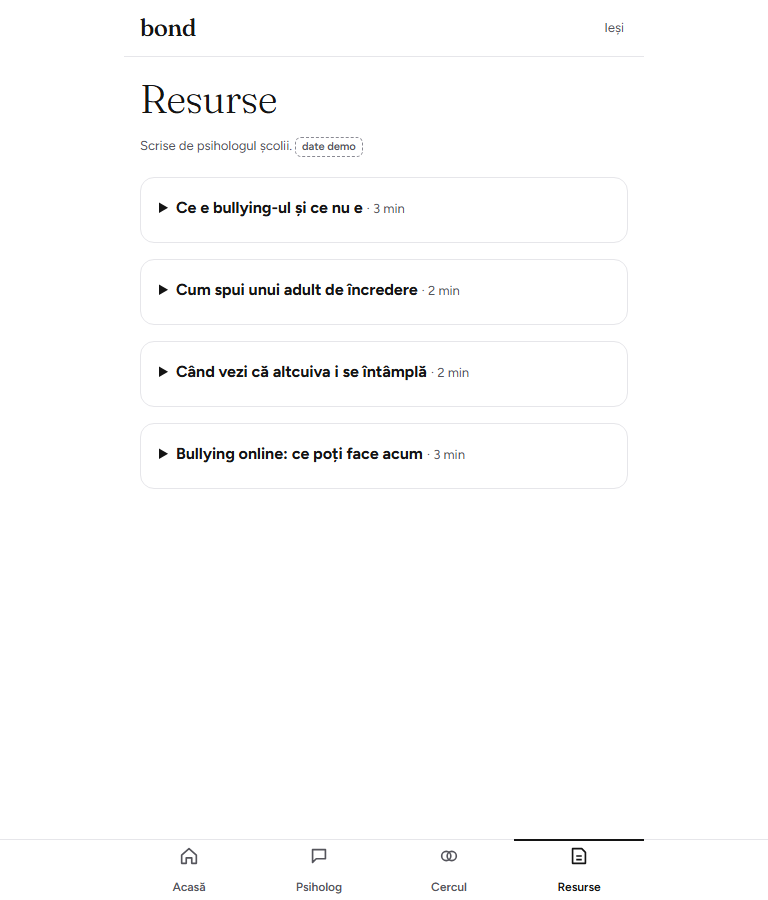 bond
Ieși
Resurse
Scrise de psihologul școlii. date demo
Ce e bullying-ul și ce nu e · 3 min
Cum spui unui adult de încredere · 2 min
Când vezi că altcuiva i se întâmplă · 2 min
Bullying online: ce poți face acum · 3 min
Acasă
Psiholog
Cercul
Resurse